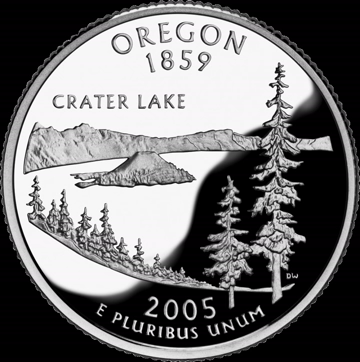 OREGON
1859
CRATER LAKE
DW
2005
E PLURIBUS UNUM